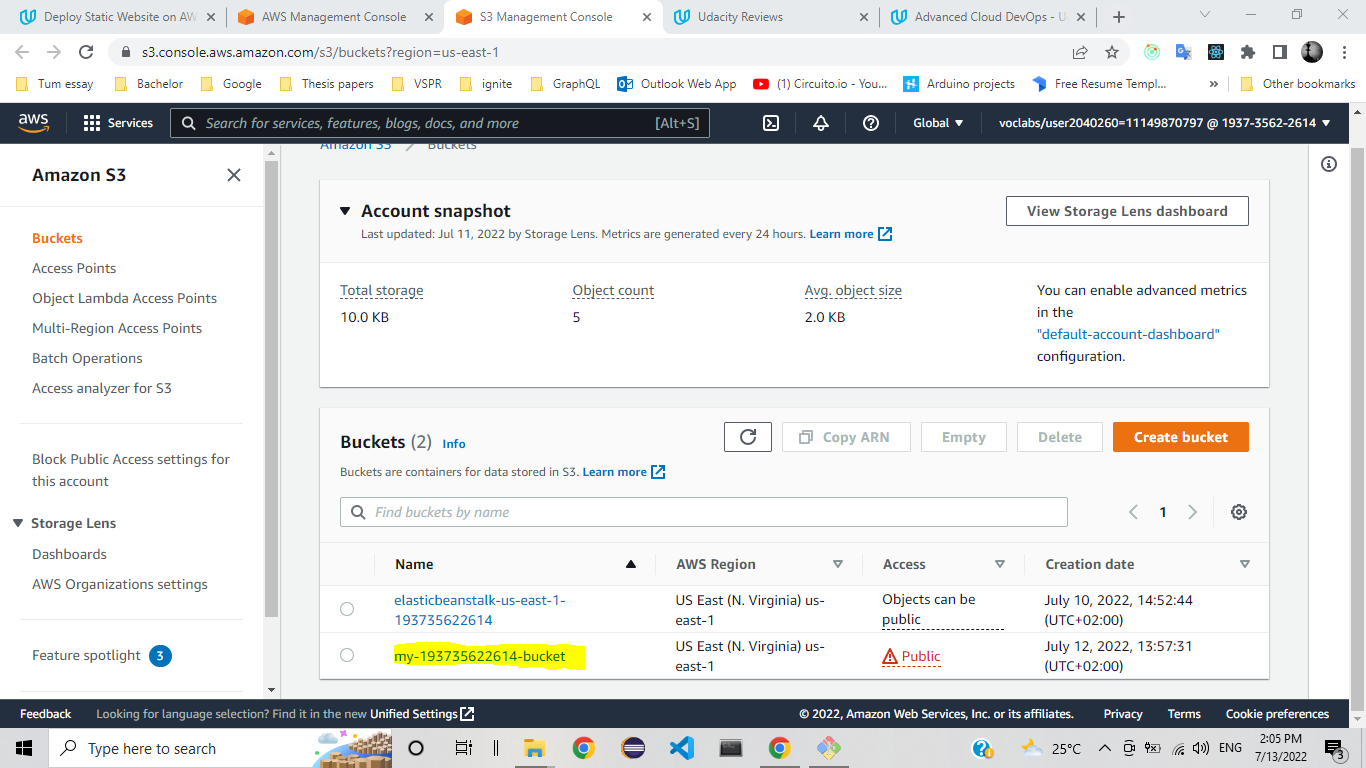 Deploy Static Website on AW
AWS Management Console
S3 Management Console
Udacity Reviews
Advanced Cloud DevOps - U
s3.console.aws.amazon.com/s3/buckets?region=us-east-1
Tum essay
Bachelor
Google
Thesis papers
VSPR
ignite
GraphQL
Outlook Web App
(1) Circuito.io - You...
Arduino projects
Free Resume Templ...
»
Other bookmarks
aws
Services
Search for services, features, blogs, docs, and more
[Alt+S]
Global
voclabs/user2040260=11149870797 @ 1937-3562-2614
Amazon S3
Buckets
Access Points
Object Lambda Access Points
Multi-Region Access Points
Batch Operations
Access analyzer for S3
Block Public Access settings for
this account
Storage Lens
Dashboards
AWS Organizations settings
Feature spotlight 3
Amazon S3 > Buckets
Account snapshot
Last updated: Jul 11, 2022 by Storage Lens. Metrics are generated every 24 hours. Learn more
View Storage Lens dashboard
Total storage
10.0 KB
Object count
5
Avg. object size
2.0 KB
You can enable advanced metrics
in the
"default-account-dashboard"
configuration.
Buckets (2) Info
Copy ARN
Empty
Delete
Create bucket
Buckets are containers for data stored in S3. Learn more
Find buckets by name
1
Name
AWS Region
Access
Creation date
elasticbeanstalk-us-east-1-
193735622614
US East (N. Virginia) us-
east-1
Objects can be
public
July 10, 2022, 14:52:44
(UTC+02:00)
my-193735622614-bucket
US East (N. Virginia) us-
east-1
Public
July 12, 2022, 13:57:31
(UTC+02:00)
Feedback
Looking for language selection? Find it in the new Unified Settings
© 2022, Amazon Web Services, Inc. or its affiliates.
Privacy
Terms
Cookie preferences
Type here to search
25°C
ENG
2:05 PM
7/13/2022
3